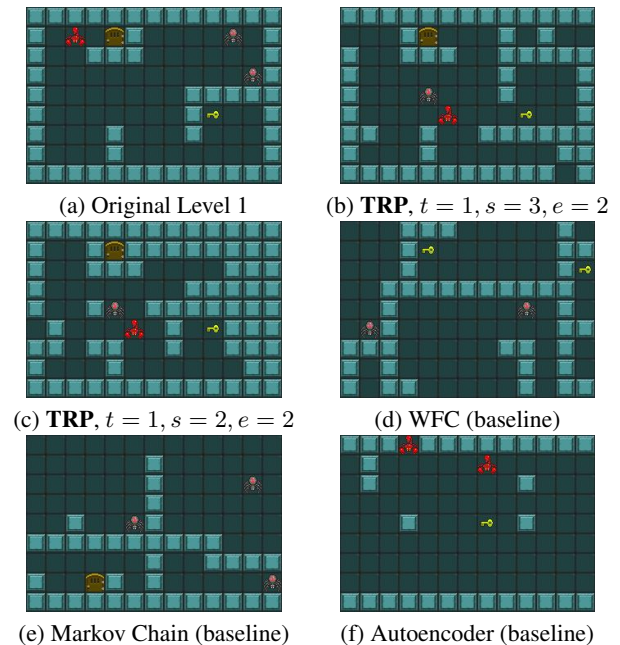 (a) Original Level 1
(b) TRP, t = 1, s = 3, e = 2
(c) TRP, t = 1, s = 2, e = 2
(d) WFC (baseline)
(e) Markov Chain (baseline)
(f) Autoencoder (baseline)